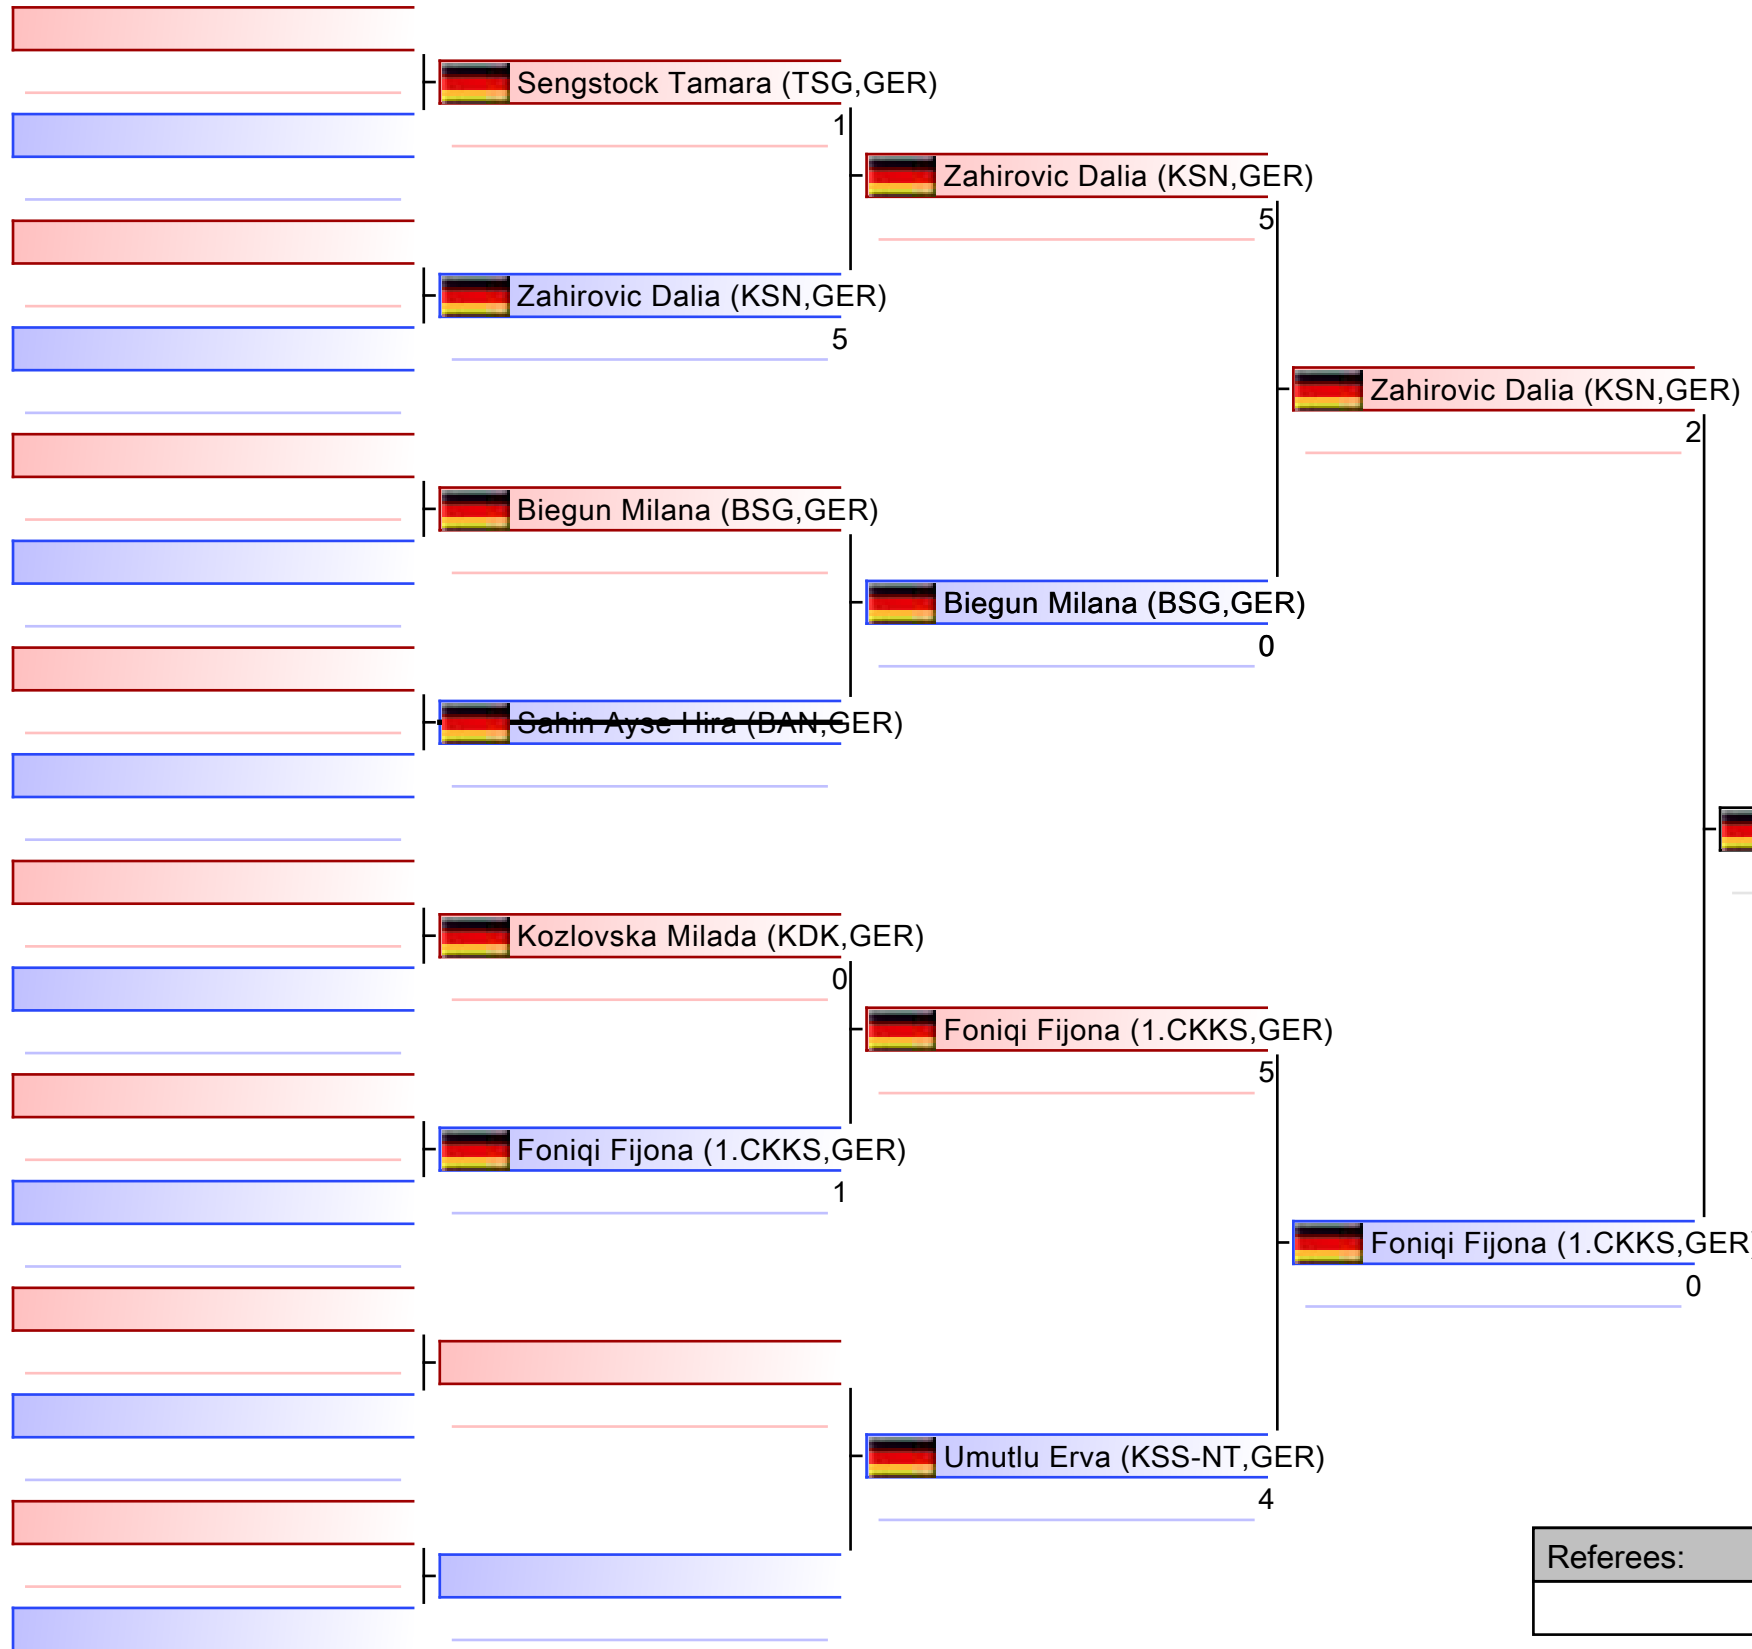 Sengstock Tamara (TSG,GER)
1
Zahirovic Dalia (KSN,GER)
5
Zahirovic Dalia (KSN,GER)
5
Zahirovic Dalia (KSN,GER)
2
Biegun Milana (BSG,GER)
Biegun Milana (BSG,GER)
0
Sahin Ayse Hira (BAN,GER)
Kozlovska Milada (KDK,GER)
0
Foniqi Fijona (1.CKKS,GER)
5
Foniqi Fijona (1.CKKS,GER)
1
Foniqi Fijona (1.CKKS,GER)
0
Umutlu Erva (KSS-NT,GER)
4
Referees: